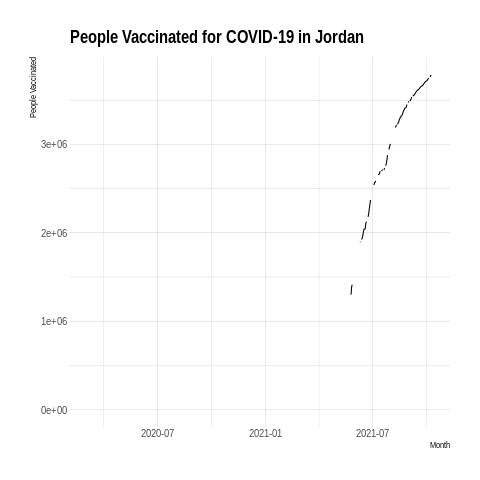 People Vaccinated for COVID-19 in Jordan
People Vaccinated
3e+06
2e+06
1e+06
0e+00
2020-07
2021-01
2021-07
Month